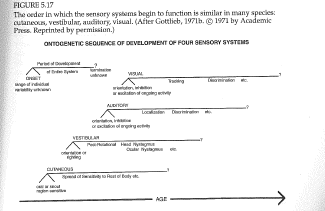 FIGURE 5.17
The order in which the sensory systems begin to function is similar in many species:
cutaneous, vestibular, auditory, visual. (After Gottlieb, 1971b. © 1971 by Academic
Press. Reprinted by permission.)
ONTOGENETIC SEQUENCE OF DEVELOPMENT OF FOUR SENSORY SYSTEMS
Period of Development
of Entire System
?
termination
unknown
ONSET
range of individual
variability unknown
VISUAL
?
Tracking Discrimination etc.
orientation, inhibition
or excitation of ongoing activity
AUDITORY
?
Localization Discrimination etc.
orientation, inhibition
or excitation of ongoing activity
VESTIBULAR
?
Post-Rotational Head Nystagmus
Ocular Nystagmus etc.
orientation or
righting
CUTANEOUS
?
Spread of Sensitivity to Rest of Body etc.
oral or snout
region sensitive
AGE